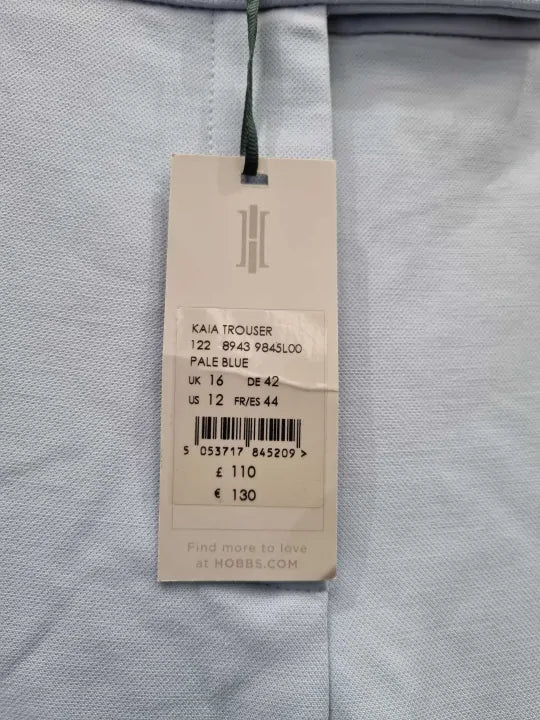 KAIA TROUSER
122 8943 9845L00
PALE BLUE
UK 16 DE 42
US 12 FR/ES 44
5 053717 845209 >
£ 110
€ 130
Find more to love
at HOBBS.COM